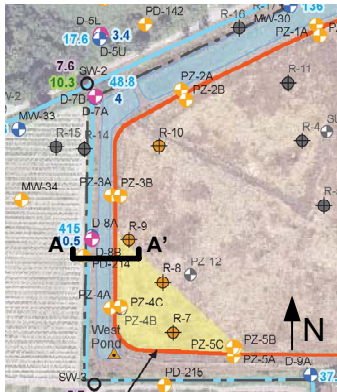 D-5L
3.4
PD-142
R-16
R-17
MW-30
136
17.6
D-5U
PZ-1A
7.6
SW-2
10.3
48.8
4
D-7B
D-7A
PZ-2A
PZ-2B
R-11
MW-33
R-15
R-14
R-10
R-4
MW-34
PZ-3A
PZ-3B
415
0.5
D-8A
R-9
A
A'
D-8B
PD-214
R-8
PZ-12
PZ-4A
PZ-4C
PZ-4B
R-7
West
Pond
PZ-5C
PZ-5B
PZ-5A
N
D-9A
SW-3
PD-215
37.